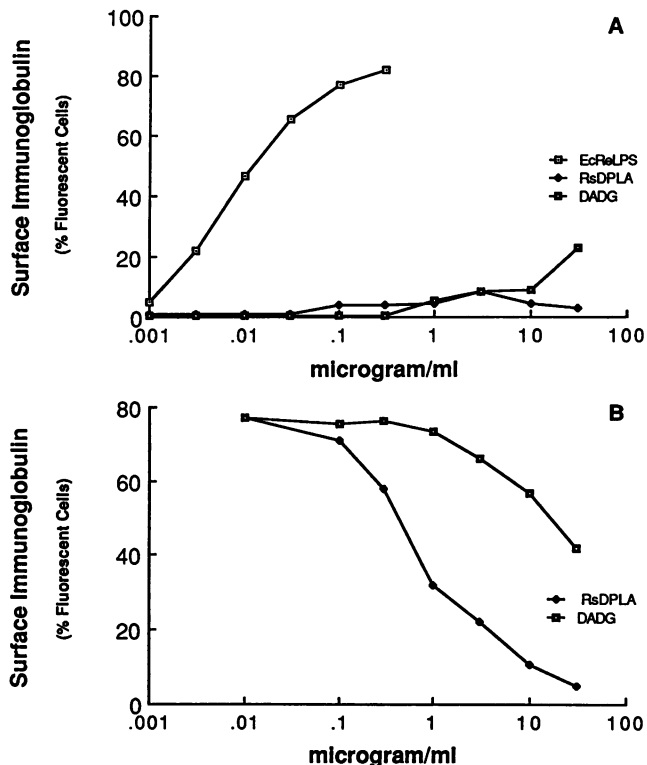 A
100
80
60
40
20
0
Surface Immunoglobulin
(% Fluorescent Cells)
EcReLPS
RsDPLA
DADG
.001 .01 .1 1 10 100
microgram/ml
B
80
60
40
20
0
Surface Immunoglobulin
(% Fluorescent Cells)
RsDPLA
DADG
.001 .01 .1 1 10 100
microgram/ml